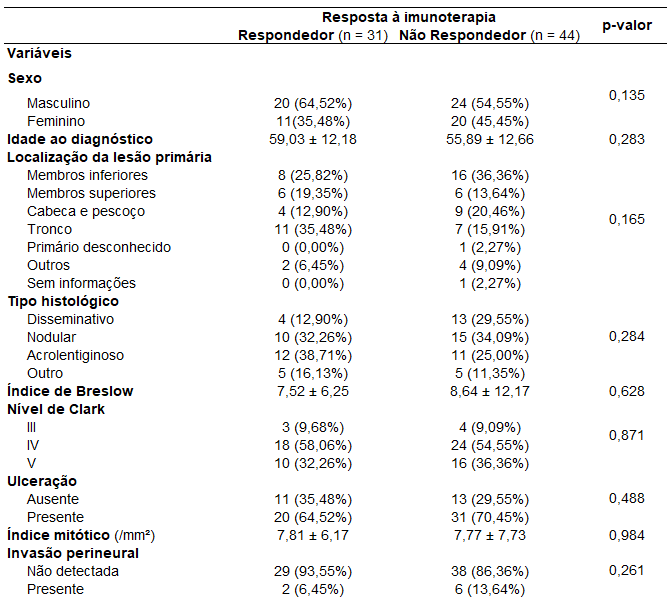 Resposta à imunoterapia
p-valor
Respondedor (n = 31) Não Respondedor (n = 44)
Variáveis
Sexo
0,135
Masculino 20 (64,52%) 24 (54,55%)
Feminino 11(35,48%) 20 (45,45%)
Idade ao diagnóstico 59,03 ± 12,18 55,89 ± 12,66 0,283
Localização da lesão primária
Membros inferiores 8 (25,82%) 16 (36,36%)
Membros superiores 6 (19,35%) 6 (13,64%)
Cabeca e pescoço 4 (12,90%) 9 (20,46%)
0,165
Tronco 11 (35,48%) 7 (15,91%)
Primário desconhecido 0 (0,00%) 1 (2,27%)
Outros 2 (6,45%) 4 (9,09%)
Sem informações 0 (0,00%) 1 (2,27%)
Tipo histológico
Disseminativo 4 (12,90%) 13 (29,55%)
Nodular 10 (32,26%) 15 (34,09%) 0,284
Acrolentiginoso 12 (38,71%) 11 (25,00%)
Outro 5 (16,13%) 5 (11,35%)
Índice de Breslow 7,52 ± 6,25 8,64 ± 12,17 0,628
Nível de Clark
III 3 (9,68%) 4 (9,09%)
0,871
IV 18 (58,06%) 24 (54,55%)
V 10 (32,26%) 16 (36,36%)
Ulceração
Ausente 11 (35,48%) 13 (29,55%) 0,488
Presente 20 (64,52%) 31 (70,45%)
Índice mitótico (/mm²) 7,81 ± 6,17 7,77 ± 7,73 0,984
Invasão perineural
Não detectada 29 (93,55%) 38 (86,36%) 0,261
Presente 2 (6,45%) 6 (13,64%)